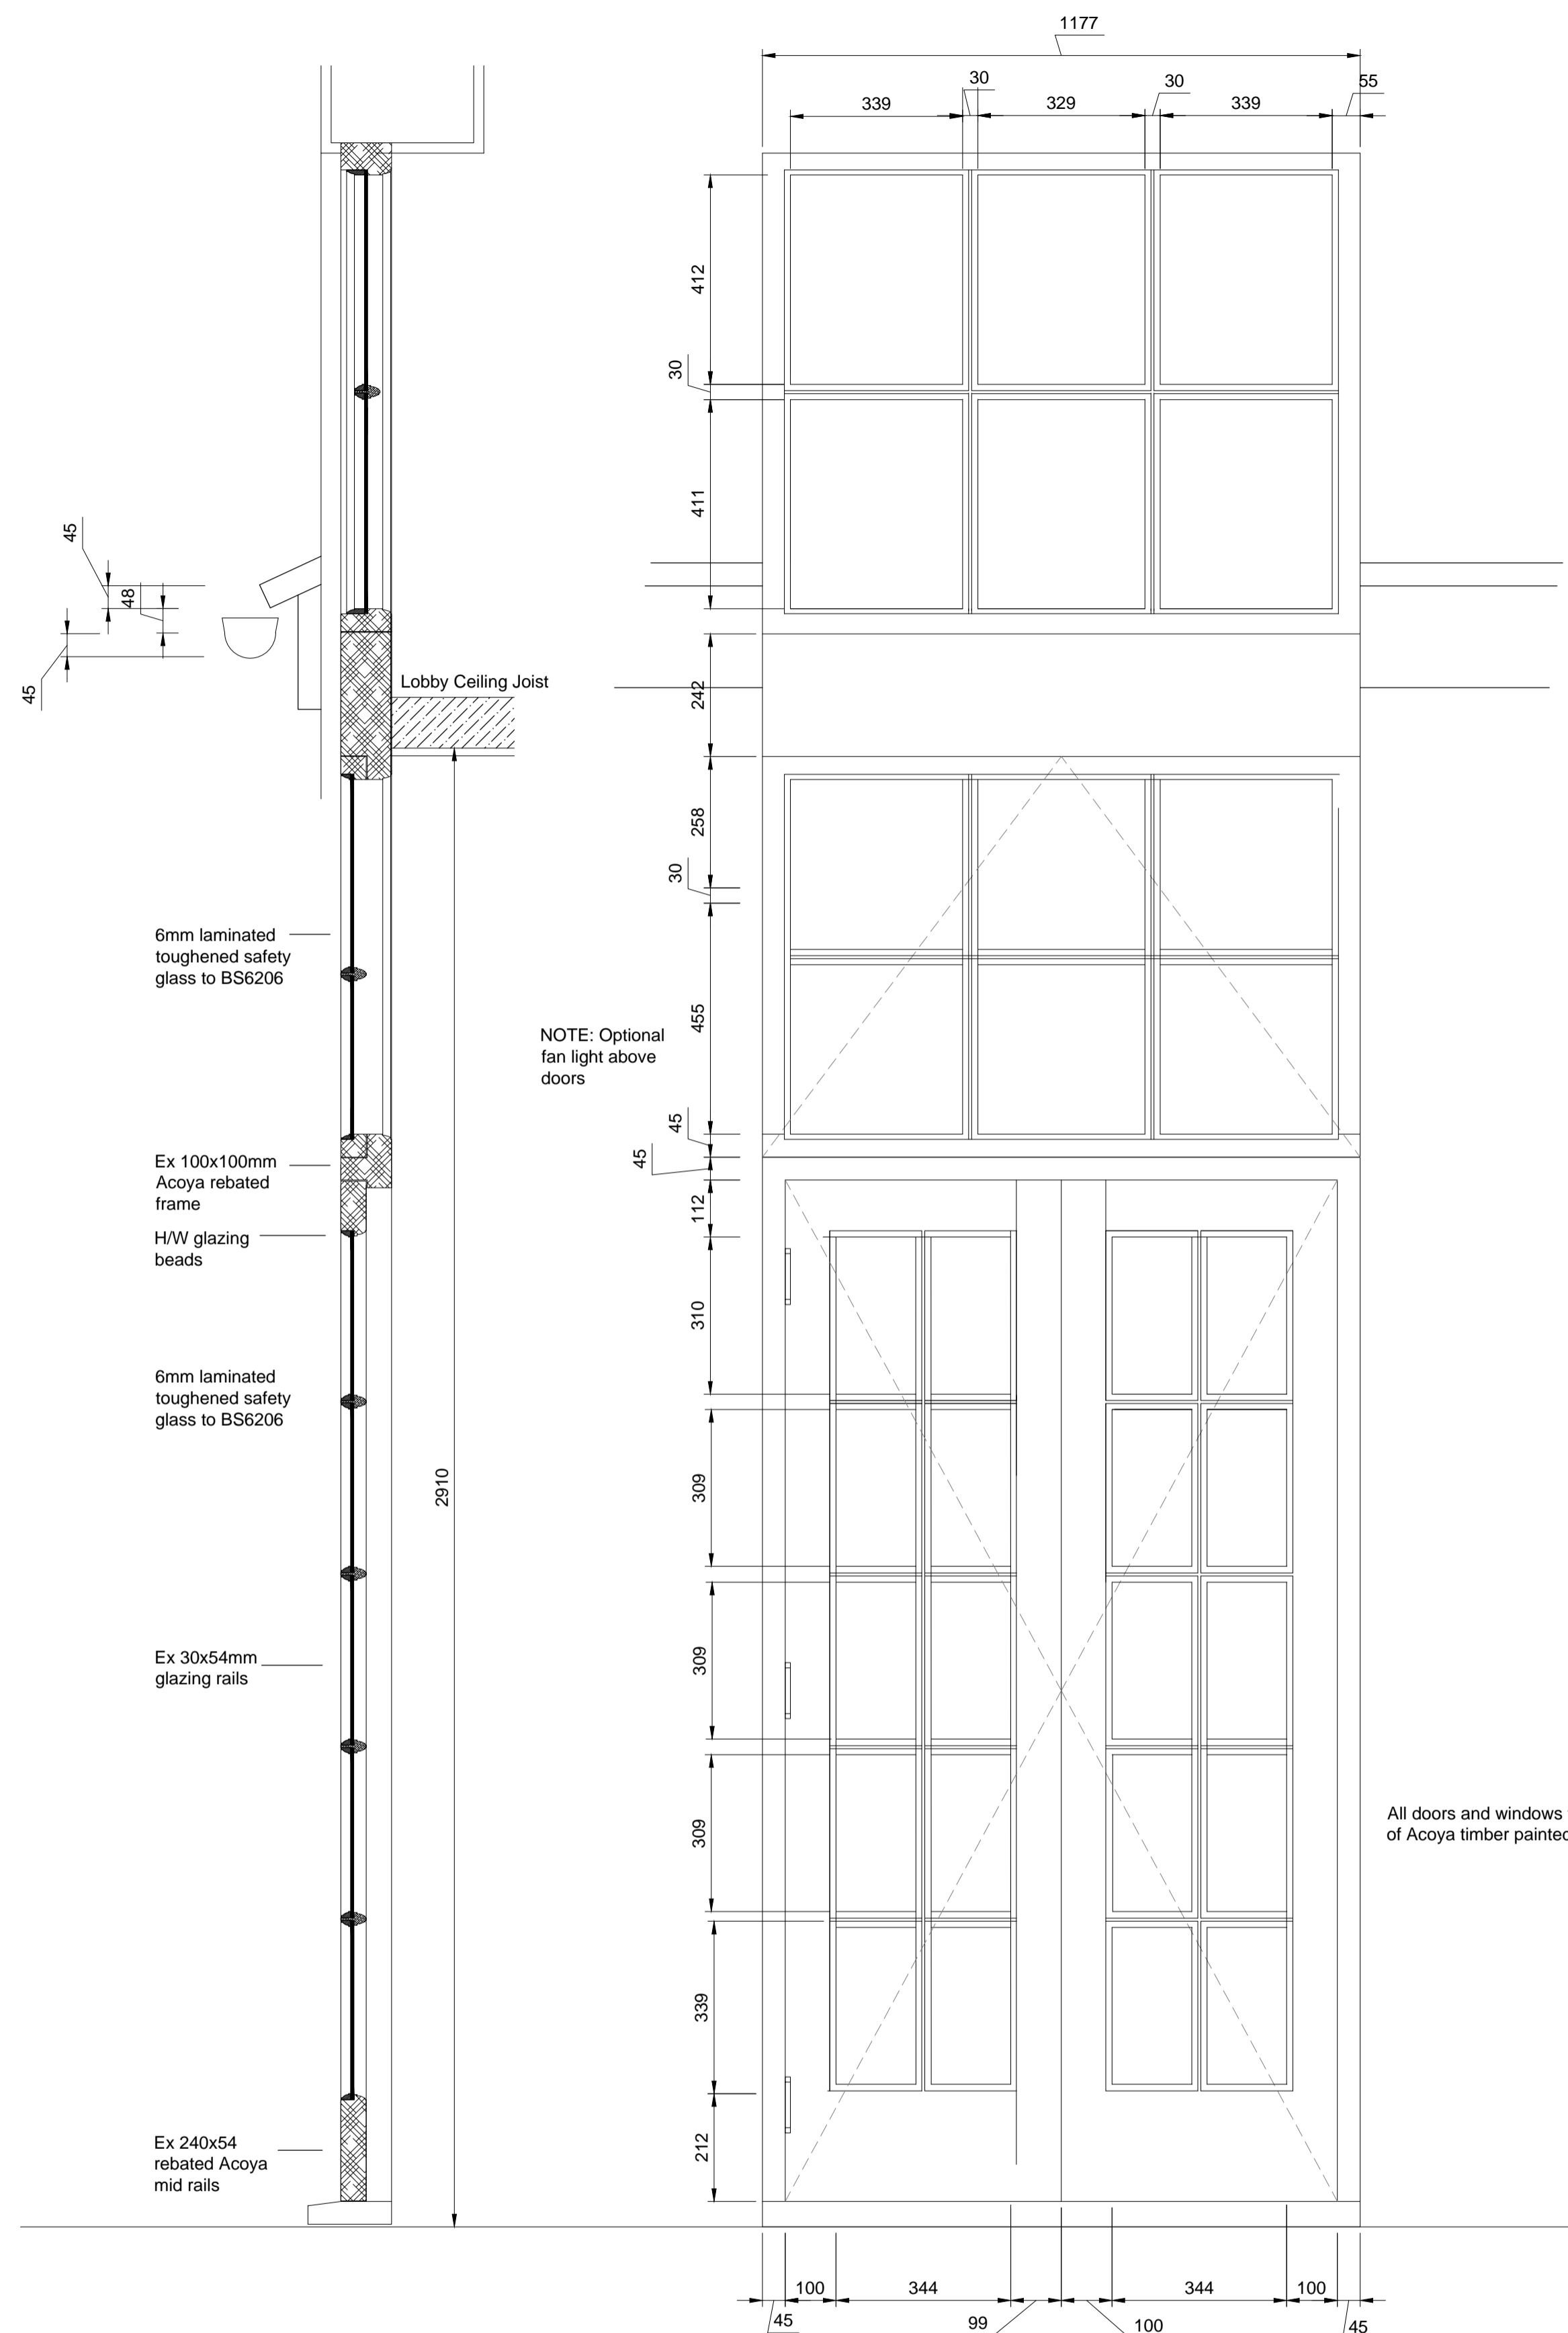 1177
30
30
55
339
329
339
412
30
411
45
48
45
Lobby Ceiling Joist
242
258
30
6mm laminated
toughened safety
glass to BS6206
455
NOTE: Optional
fan light above
doors
45
45
Ex 100x100mm
Acoya rebated
frame
112
H/W glazing
beads
310
6mm laminated
toughened safety
glass to BS6206
2910
309
Ex 30x54mm
glazing rails
309
309
All doors and windows
of Acoya timber painted
339
Ex 240x54
rebated Acoya
mid rails
212
100
344
344
100
45
99
100
45